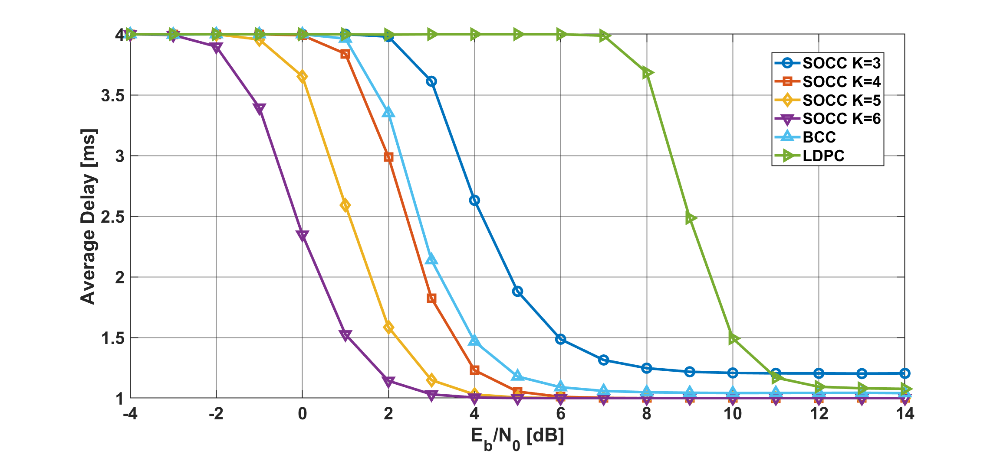 4
3.5
3
2.5
2
1.5
1
Average Delay [ms]
SOCC K=3
SOCC K=4
SOCC K=5
SOCC K=6
BCC
LDPC
-4 -2 0 2 4 6 8 10 12 14
Eb/N0 [dB]